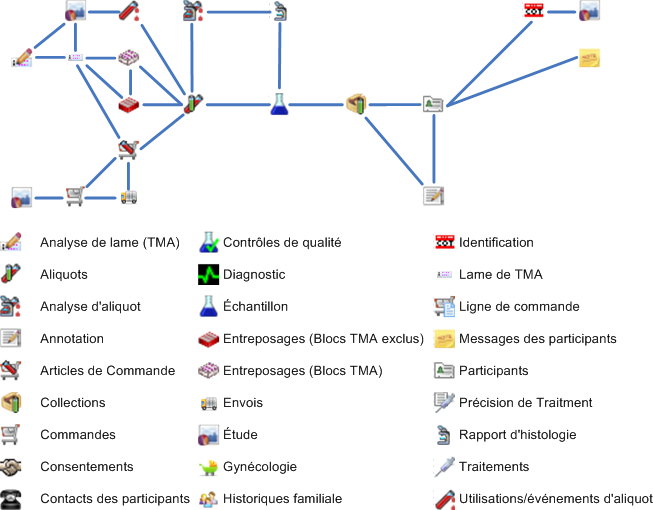 Analyse de lame (TMA) Contrôles de qualité Identification
Aliquots Diagnostic Lame de TMA
Analyse d'aliquot Échantillon Ligne de commande
Annotation Entreposages (Blocs TMA exclus) Messages des participants
Articles de Commande Entreposages (Blocs TMA) Participants
Collections Envois Précision de Traitment
Commandes Étude Rapport d'histologie
Consentements Gynécologie Traitements
Contacts des participants Historiques familiale Utilisations/événements d'aliquot